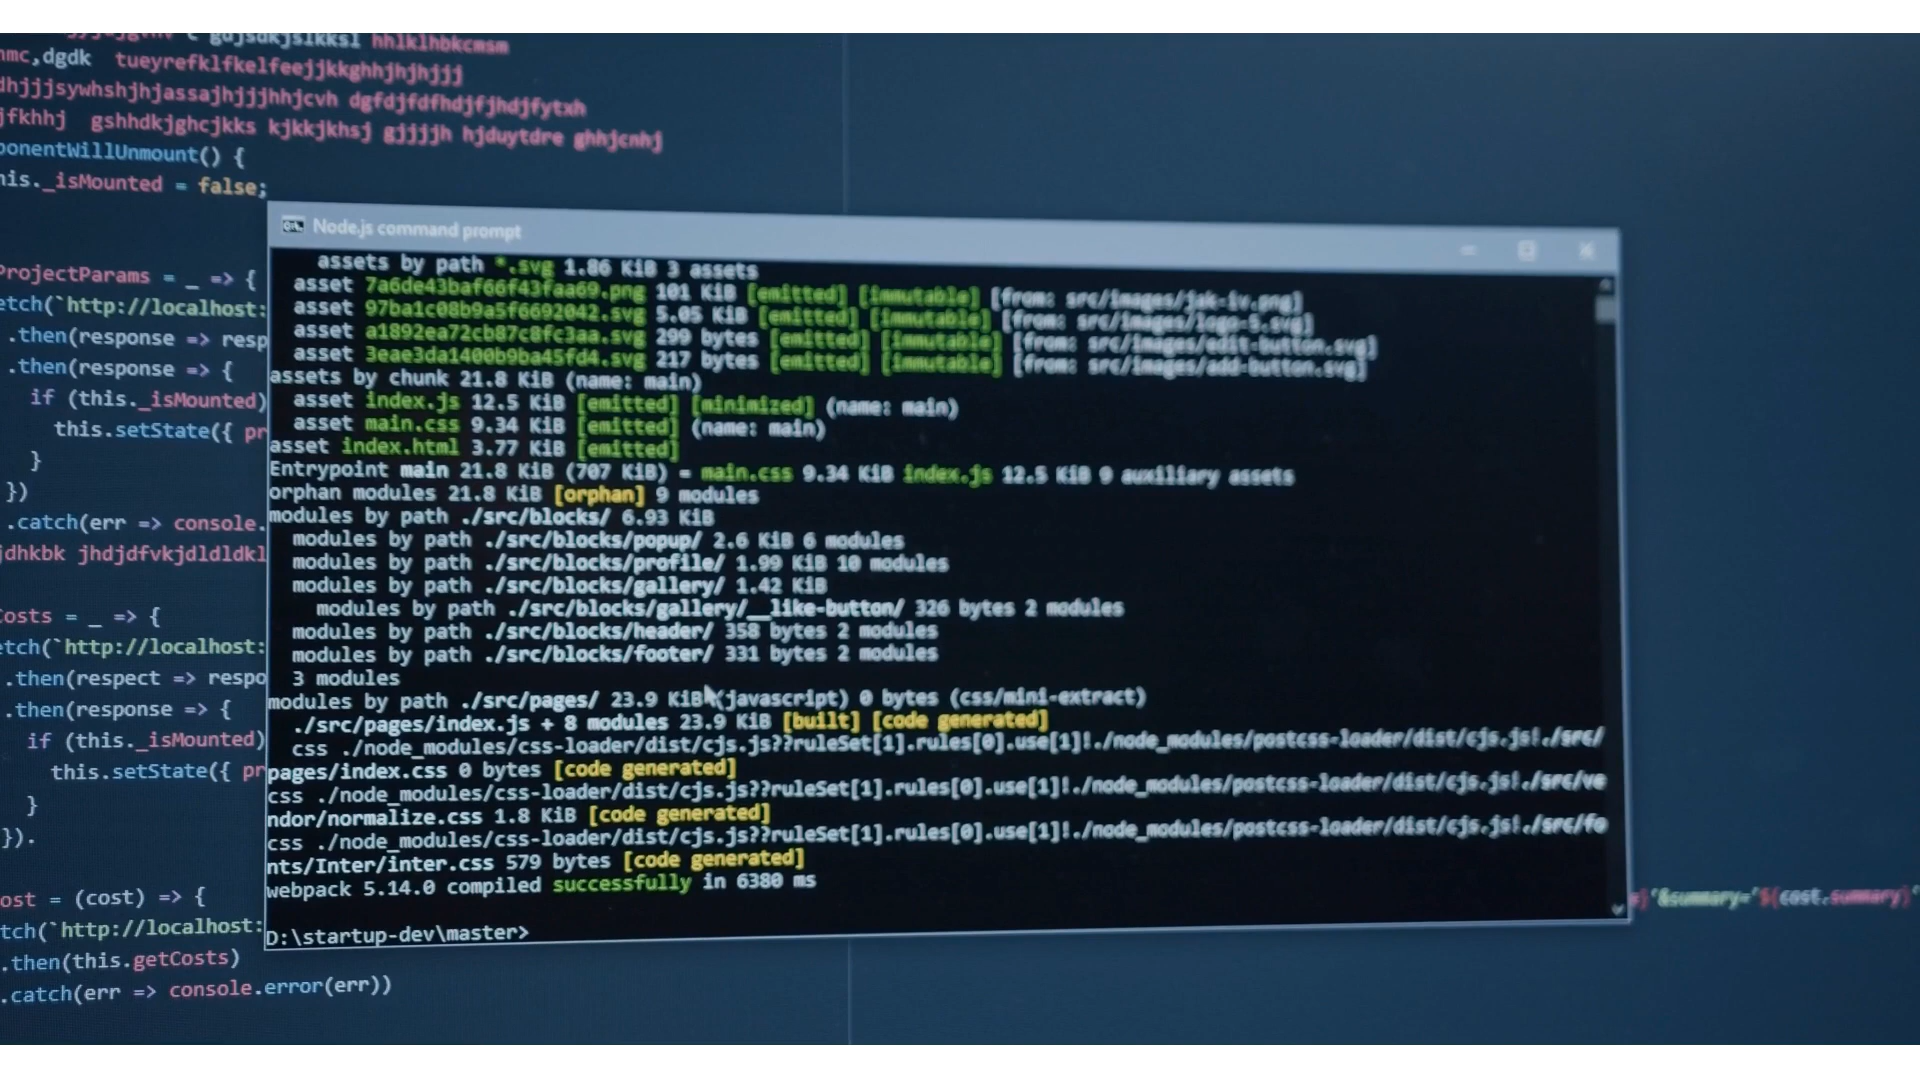 hhlklhbkcmsm
mc,dgdk tueyrefklfkelfeejjkkghhjhjhjjj
dhjjjsywhshjhjassajhjjjhhjcvh dgfdjfdfhdjfjhdjfytxh
jfkhhj gshhdkjghcjkks kjkkjkhsj gjjjjh hjduytdre ghhjcnhj
ponentWillUnmount() {
his._isMounted = false;
ProjectParams = _ => {
etch(`http://localhost:
.then(response => resp
.then(response => {
if (this._isMounted)
this.setState({ pr
}
})
.catch(err => console.
jdhkbk jhdjdfvkjdldldkl
Costs = _ => {
etch(`http://localhost:
.then(respect => respo
.then(response => {
if (this._isMounted)
this.setState({ pr
}
}).
ost = (cost) => {
tch(`http://localhost:
.then(this.getCosts)
.catch(err => console.error(err))
Node.js command prompt
assets by path *.svg 1.86 KiB 3 assets
asset 7a6de43baf66f43faa69.png 101 KiB [emitted] [immutable] [from: src/images/jak-iv.png]
asset 97ba1c08b9a5f6692042.svg 5.05 KiB [emitted] [immutable] [from: src/images/logo-5.svg]
asset a1892ea72cb87c8fc3aa.svg 299 bytes [emitted] [immutable] [from: src/images/edit-button.svg]
asset 3eae3da1400b9ba45fd4.svg 217 bytes [emitted] [immutable] [from: src/images/add-button.svg]
assets by chunk 21.8 KiB (name: main)
asset index.js 12.5 KiB [emitted] [minimized] (name: main)
asset main.css 9.34 KiB [emitted] (name: main)
asset index.html 3.77 KiB [emitted]
Entrypoint main 21.8 KiB (707 KiB) = main.css 9.34 KiB index.js 12.5 KiB 9 auxiliary assets
orphan modules 21.8 KiB [orphan] 9 modules
modules by path ./src/blocks/ 6.93 KiB
modules by path ./src/blocks/popup/ 2.6 KiB 6 modules
modules by path ./src/blocks/profile/ 1.99 KiB 10 modules
modules by path ./src/blocks/gallery/ 1.42 KiB
modules by path ./src/blocks/gallery/__like-button/ 326 bytes 2 modules
modules by path ./src/blocks/header/ 358 bytes 2 modules
modules by path ./src/blocks/footer/ 331 bytes 2 modules
3 modules
modules by path ./src/pages/ 23.9 KiB (javascript) 0 bytes (css/mini-extract)
./src/pages/index.js + 8 modules 23.9 KiB [built] [code generated]
css ./node_modules/css-loader/dist/cjs.js??ruleSet[1].rules[0].use[1]!./node_modules/postcss-loader/dist/cjs.js!./src/
pages/index.css 0 bytes [code generated]
css ./node_modules/css-loader/dist/cjs.js??ruleSet[1].rules[0].use[1]!./node_modules/postcss-loader/dist/cjs.js!./src/ve
ndor/normalize.css 1.8 KiB [code generated]
css ./node_modules/css-loader/dist/cjs.js??ruleSet[1].rules[0].use[1]!./node_modules/postcss-loader/dist/cjs.js!./src/fo
nts/Inter/inter.css 579 bytes [code generated]
webpack 5.14.0 compiled successfully in 6380 ms
D:\startup-dev\master>
}'&summary='${cost.summary}'